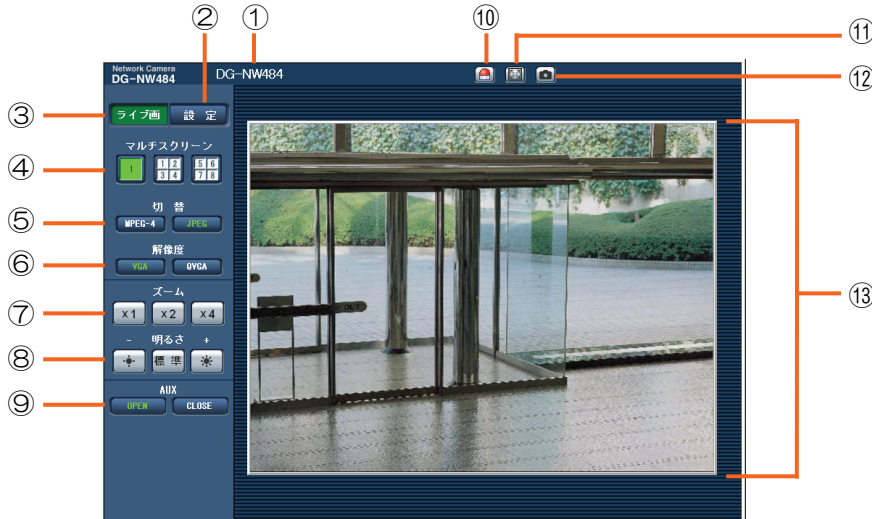 ② ① ⑩ ⑪ ⑫
Network Camera
DG-NW484
DG-NW484
③ ライブ画 設 定
マルチスクリーン
④ 1 1 2 3 4 5 6 7 8
切 替
⑤ MPEG-4 JPEG
解像度
⑥ VGA QVGA
ズーム
⑦ x1 x2 x4
- 明るさ +
⑧ 標 準
AUX
⑨ OPEN CLOSE
⑬